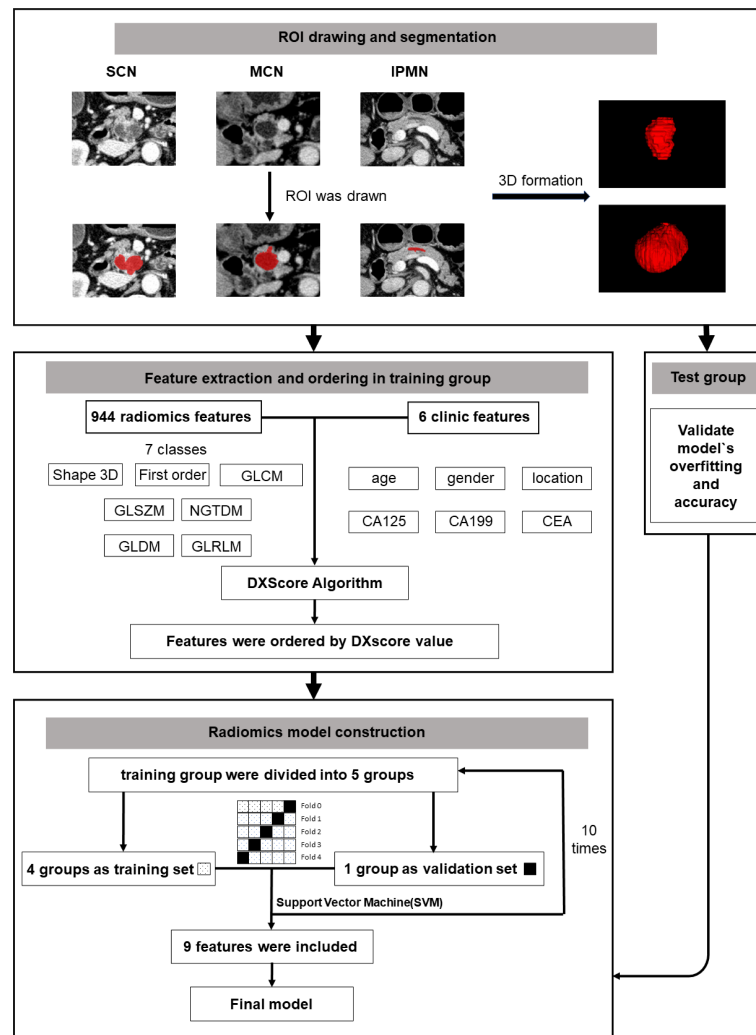 ROI drawing and segmentation
SCN
MCN
IPMN
3D formation
ROI was drawn
Feature extraction and ordering in training group
944 radiomics features
6 clinic features
7 classes
Shape 3D
First order
GLCM
GLSZM
NGTDM
GLDM
GLRLM
age
gender
location
CA125
CA199
CEA
DXScore Algorithm
Features were ordered by DXscore value
Test group
Validate
model`s
overfitting
and
accuracy
Radiomics model construction
training group were divided into 5 groups
Fold 0
Fold 1
Fold 2
Fold 3
Fold 4
10
times
4 groups as training set
1 group as validation set
Support Vector Machine(SVM)
9 features were included
Final model